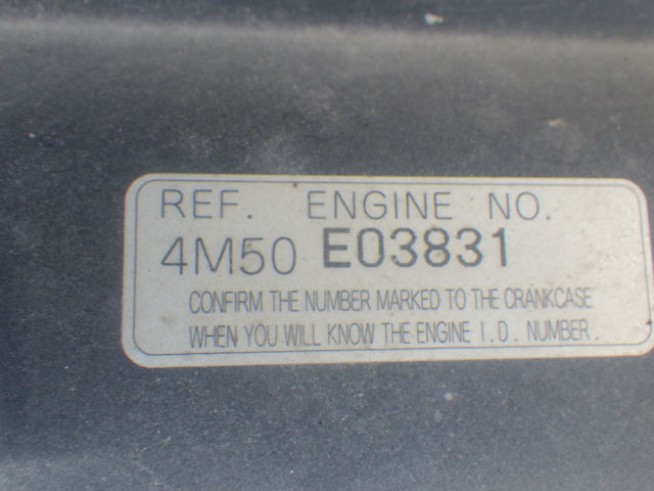 REF. ENGINE NO.
4M50 E03831
CONFIRM THE NUMBER MARKED TO THE CRANKCASE
WHEN YOU WILL KNOW THE ENGINE I.D. NUMBER.